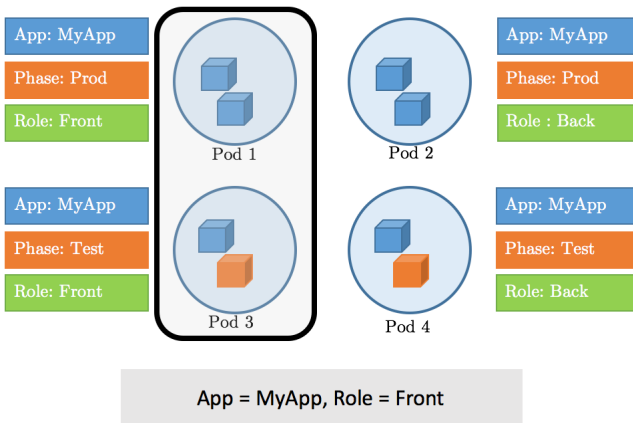 App: MyApp
Phase: Prod
Role: Front
Pod 1
Pod 2
App: MyApp
Phase: Prod
Role : Back
App: MyApp
Phase: Test
Role: Front
Pod 3
Pod 4
App: MyApp
Phase: Test
Role: Back
App = MyApp, Role = Front